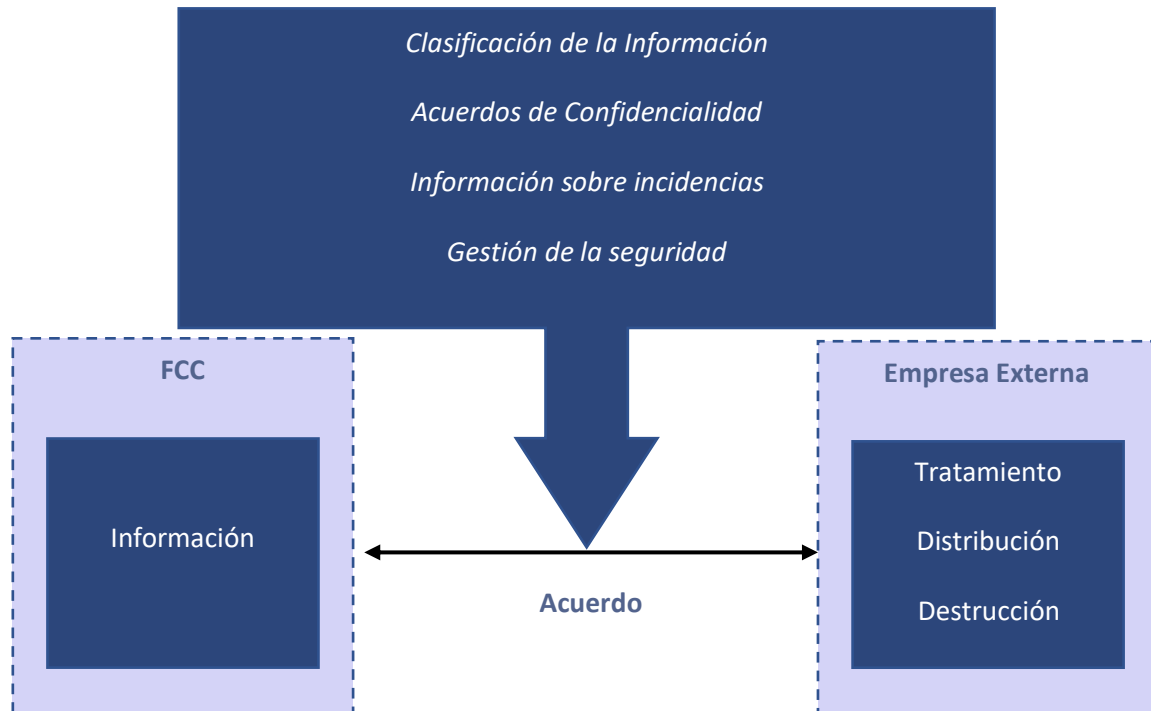 Clasificación de la Información
Acuerdos de Confidencialidad
Información sobre incidencias
Gestión de la seguridad
FCC
Información
Acuerdo
Empresa Externa
Tratamiento
Distribución
Destrucción